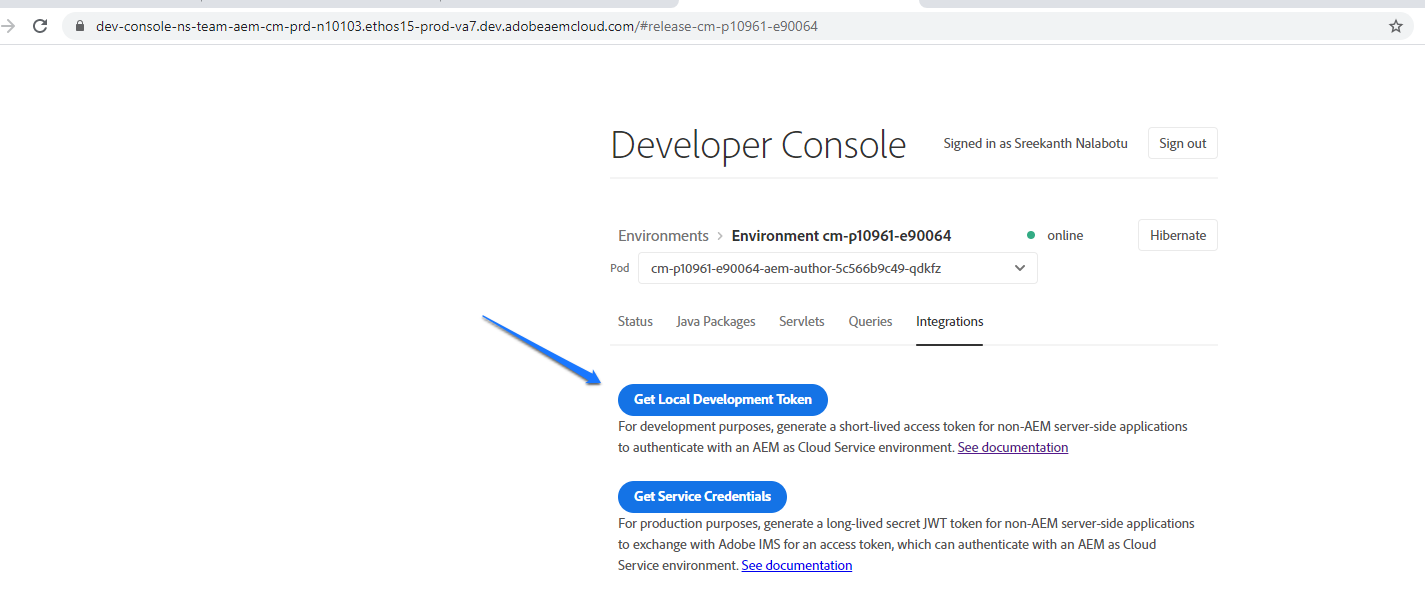 dev-console-ns-team-aem-cm-prd-n10103.ethos15-prod-va7.dev.adobeaemcloud.com/#release-cm-p10961-e90064
Developer Console
Signed in as Sreekanth Nalabotu
Sign out
Environments > Environment cm-p10961-e90064
online
Hibernate
Pod
cm-p10961-e90064-aem-author-5c566b9c49-qdkfz
Status Java Packages Servlets Queries Integrations
Get Local Development Token
For development purposes, generate a short-lived access token for non-AEM server-side applications
to authenticate with an AEM as Cloud Service environment. See documentation
Get Service Credentials
For production purposes, generate a long-lived secret JWT token for non-AEM server-side applications
to exchange with Adobe IMS for an access token, which can authenticate with an AEM as Cloud
Service environment. See documentation